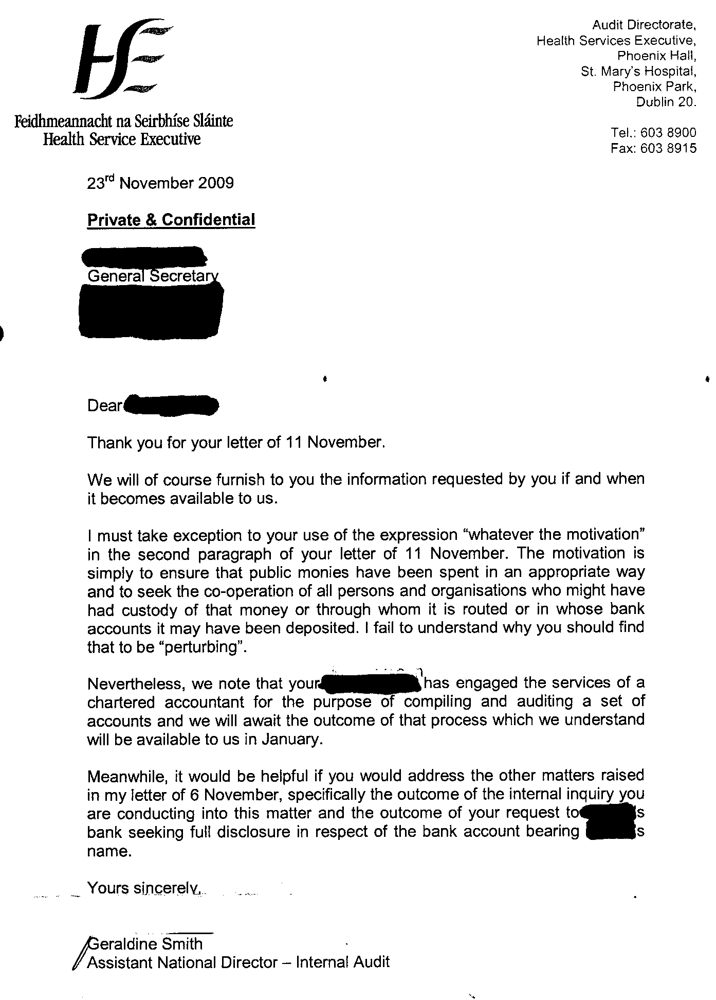 HSE
Feidhmeannacht na Seirbhíse Sláinte
Health Service Executive
Audit Directorate,
Health Services Executive,
Phoenix Hall,
St. Mary's Hospital,
Phoenix Park,
Dublin 20.
Tel.: 603 8900
Fax: 603 8915
23rd November 2009
Private & Confidential
General Secretary
Dear
Thank you for your letter of 11 November.
We will of course furnish to you the information requested by you if and when
it becomes available to us.
I must take exception to your use of the expression “whatever the motivation”
in the second paragraph of your letter of 11 November. The motivation is
simply to ensure that public monies have been spent in an appropriate way
and to seek the co-operation of all persons and organisations who might have
had custody of that money or through whom it is routed or in whose bank
accounts it may have been deposited. I fail to understand why you should find
that to be “perturbing”.
Nevertheless, we note that your has engaged the services of a
chartered accountant for the purpose of compiling and auditing a set of
accounts and we will await the outcome of that process which we understand
will be available to us in January.
Meanwhile, it would be helpful if you would address the other matters raised
in my letter of 6 November, specifically the outcome of the internal inquiry you
are conducting into this matter and the outcome of your request to s
bank seeking full disclosure in respect of the bank account bearing s
name.
Yours sincerely,
Geraldine Smith
Assistant National Director – Internal Audit